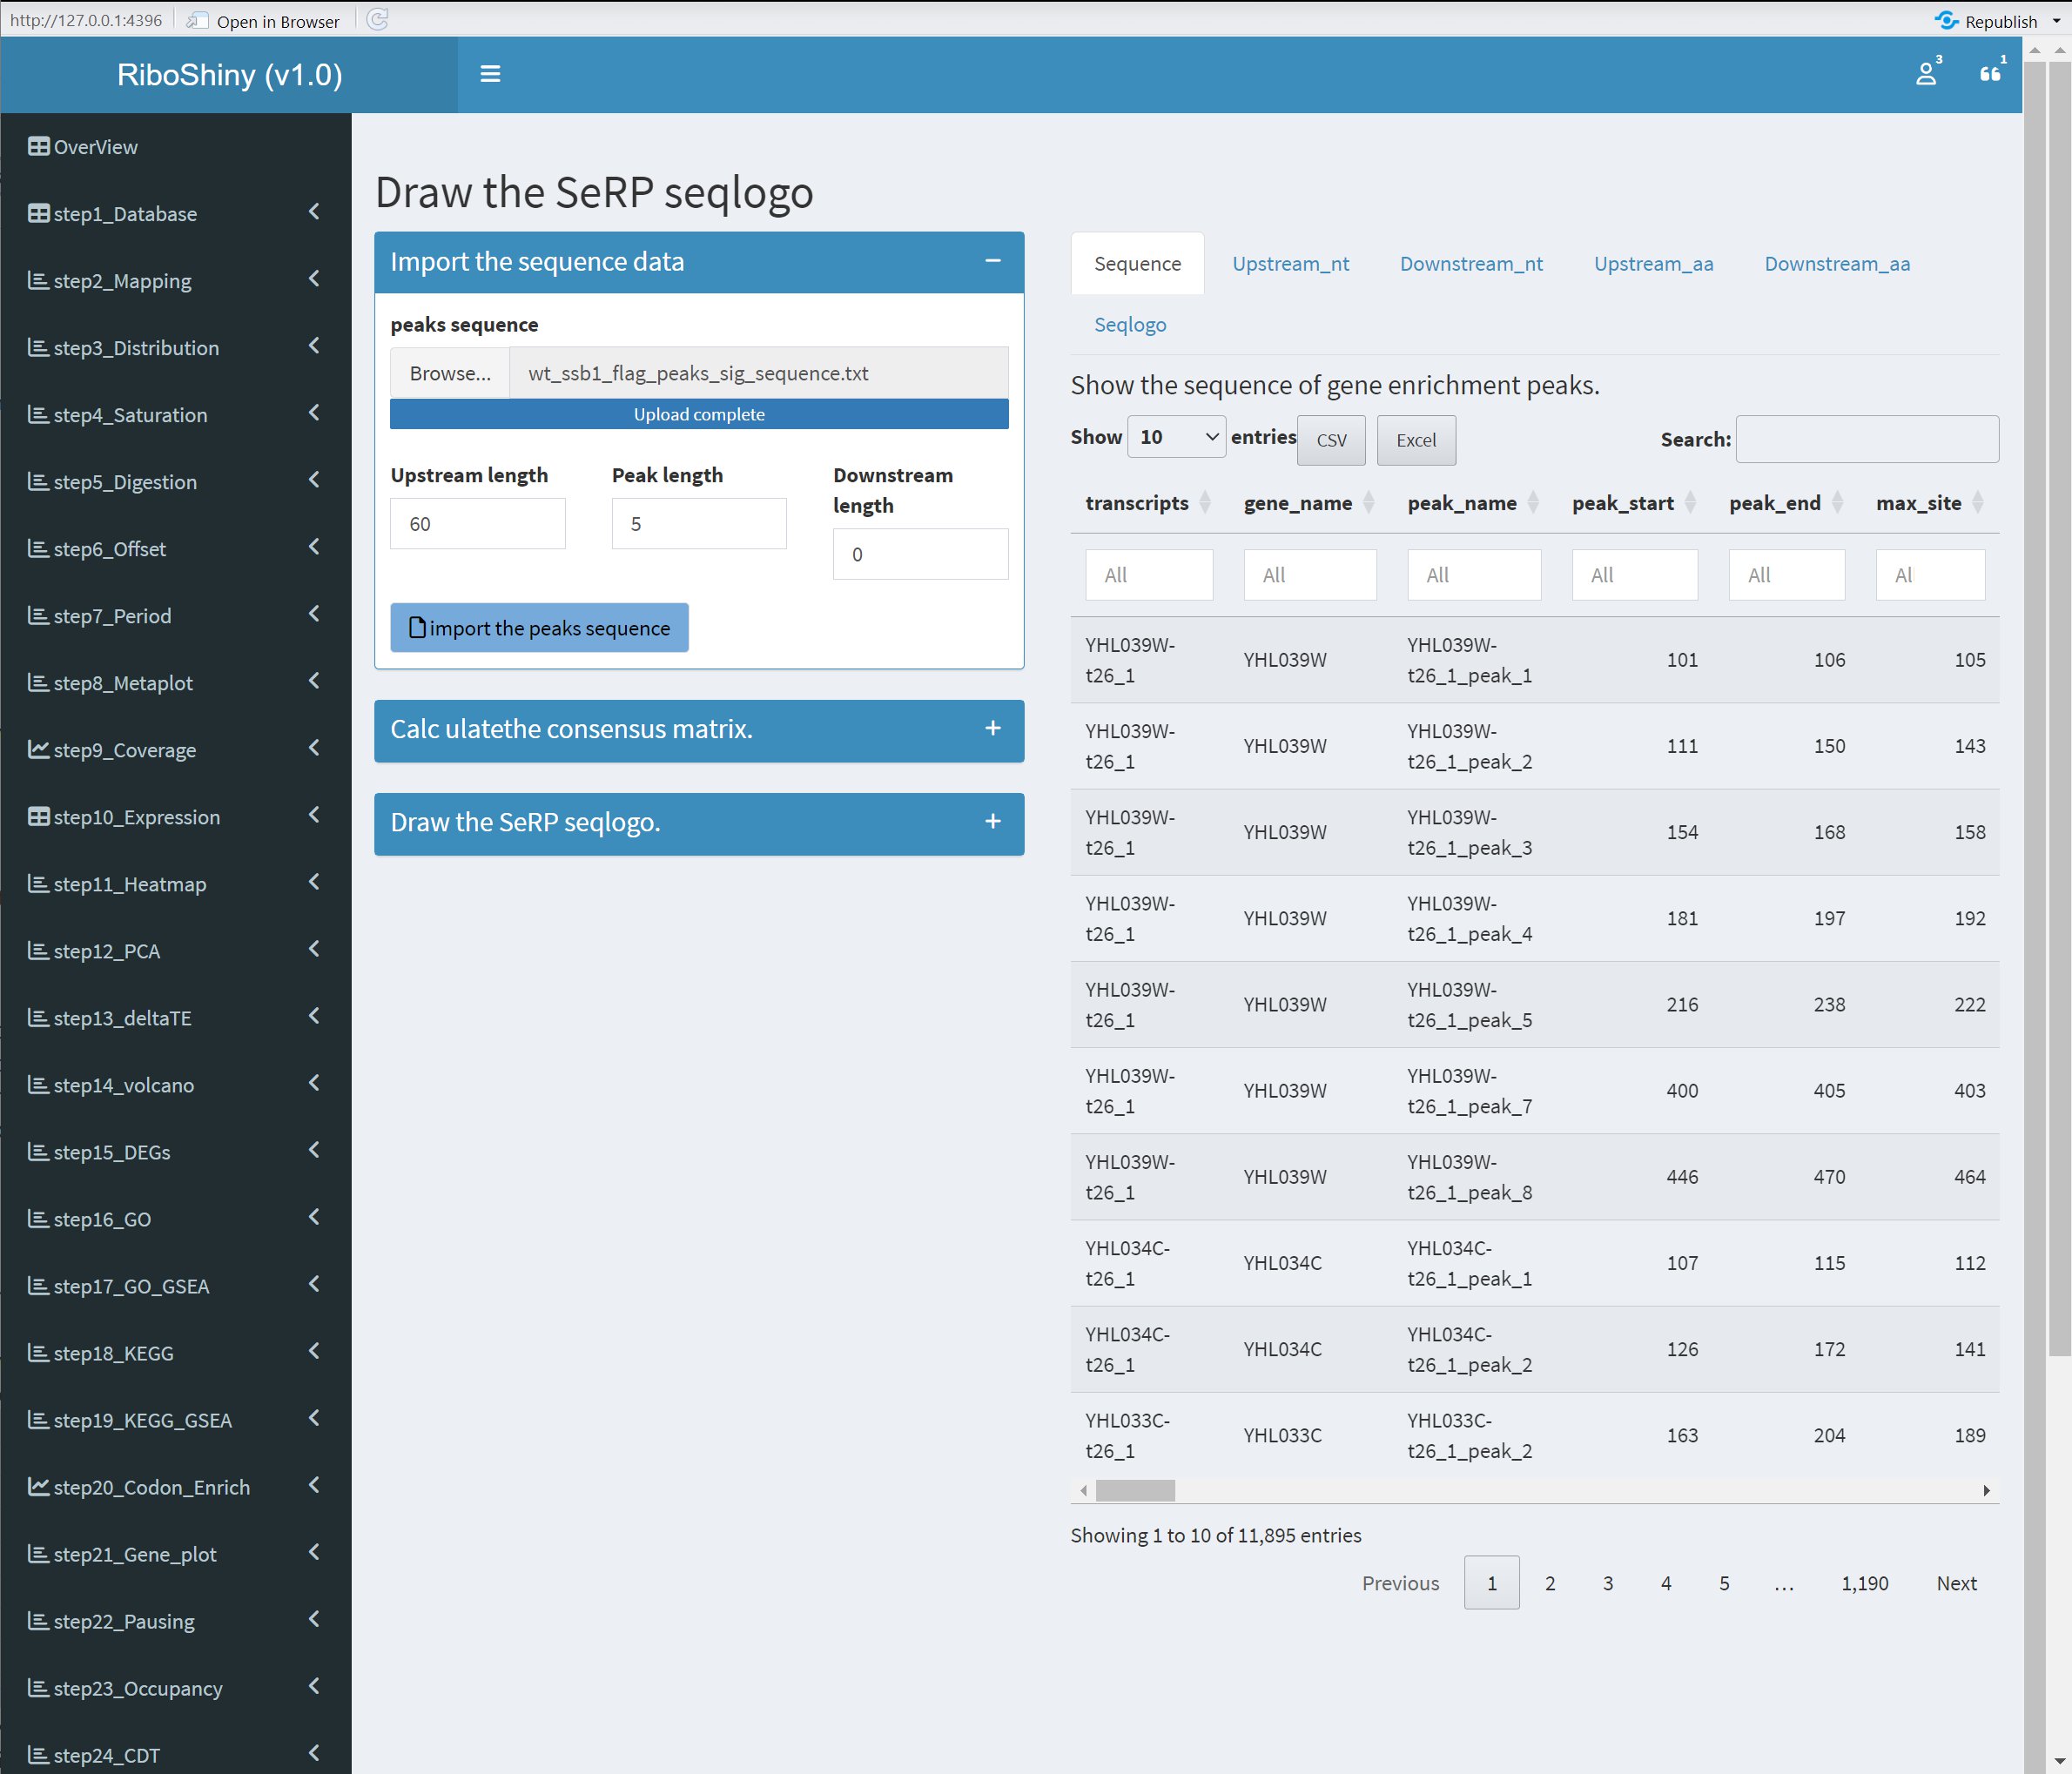 http://127.0.0.1:4396 Open in Browser Republish
RiboShiny (v1.0) 3 1
OverView
step1_Database
step2_Mapping
step3_Distribution
step4_Saturation
step5_Digestion
step6_Offset
step7_Period
step8_Metaplot
step9_Coverage
step10_Expression
step11_Heatmap
step12_PCA
step13_deltaTE
step14_volcano
step15_DEGs
step16_GO
step17_GO_GSEA
step18_KEGG
step19_KEGG_GSEA
step20_Codon_Enrich
step21_Gene_plot
step22_Pausing
step23_Occupancy
step24_CDT
Draw the SeRP seqlogo
Import the sequence data
peaks sequence
Browse... wt_ssb1_flag_peaks_sig_sequence.txt
Upload complete
Upstream length
60
Peak length
5
Downstream
length
0
import the peaks sequence
Calc ulatethe consensus matrix.
Draw the SeRP seqlogo.
Sequence Upstream_nt Downstream_nt Upstream_aa Downstream_aa
Seqlogo
Show the sequence of gene enrichment peaks.
Show 10 entries CSV Excel Search:
transcripts gene_name peak_name peak_start peak_end max_site
All All All All All All
YHL039W-
t26_1 YHL039W YHL039W-
t26_1_peak_1 101 106 105
YHL039W-
t26_1 YHL039W YHL039W-
t26_1_peak_2 111 150 143
YHL039W-
t26_1 YHL039W YHL039W-
t26_1_peak_3 154 168 158
YHL039W-
t26_1 YHL039W YHL039W-
t26_1_peak_4 181 197 192
YHL039W-
t26_1 YHL039W YHL039W-
t26_1_peak_5 216 238 222
YHL039W-
t26_1 YHL039W YHL039W-
t26_1_peak_7 400 405 403
YHL039W-
t26_1 YHL039W YHL039W-
t26_1_peak_8 446 470 464
YHL034C-
t26_1 YHL034C YHL034C-
t26_1_peak_1 107 115 112
YHL034C-
t26_1 YHL034C YHL034C-
t26_1_peak_2 126 172 141
YHL033C-
t26_1 YHL033C YHL033C-
t26_1_peak_2 163 204 189
Showing 1 to 10 of 11,895 entries
Previous 1 2 3 4 5 … 1,190 Next